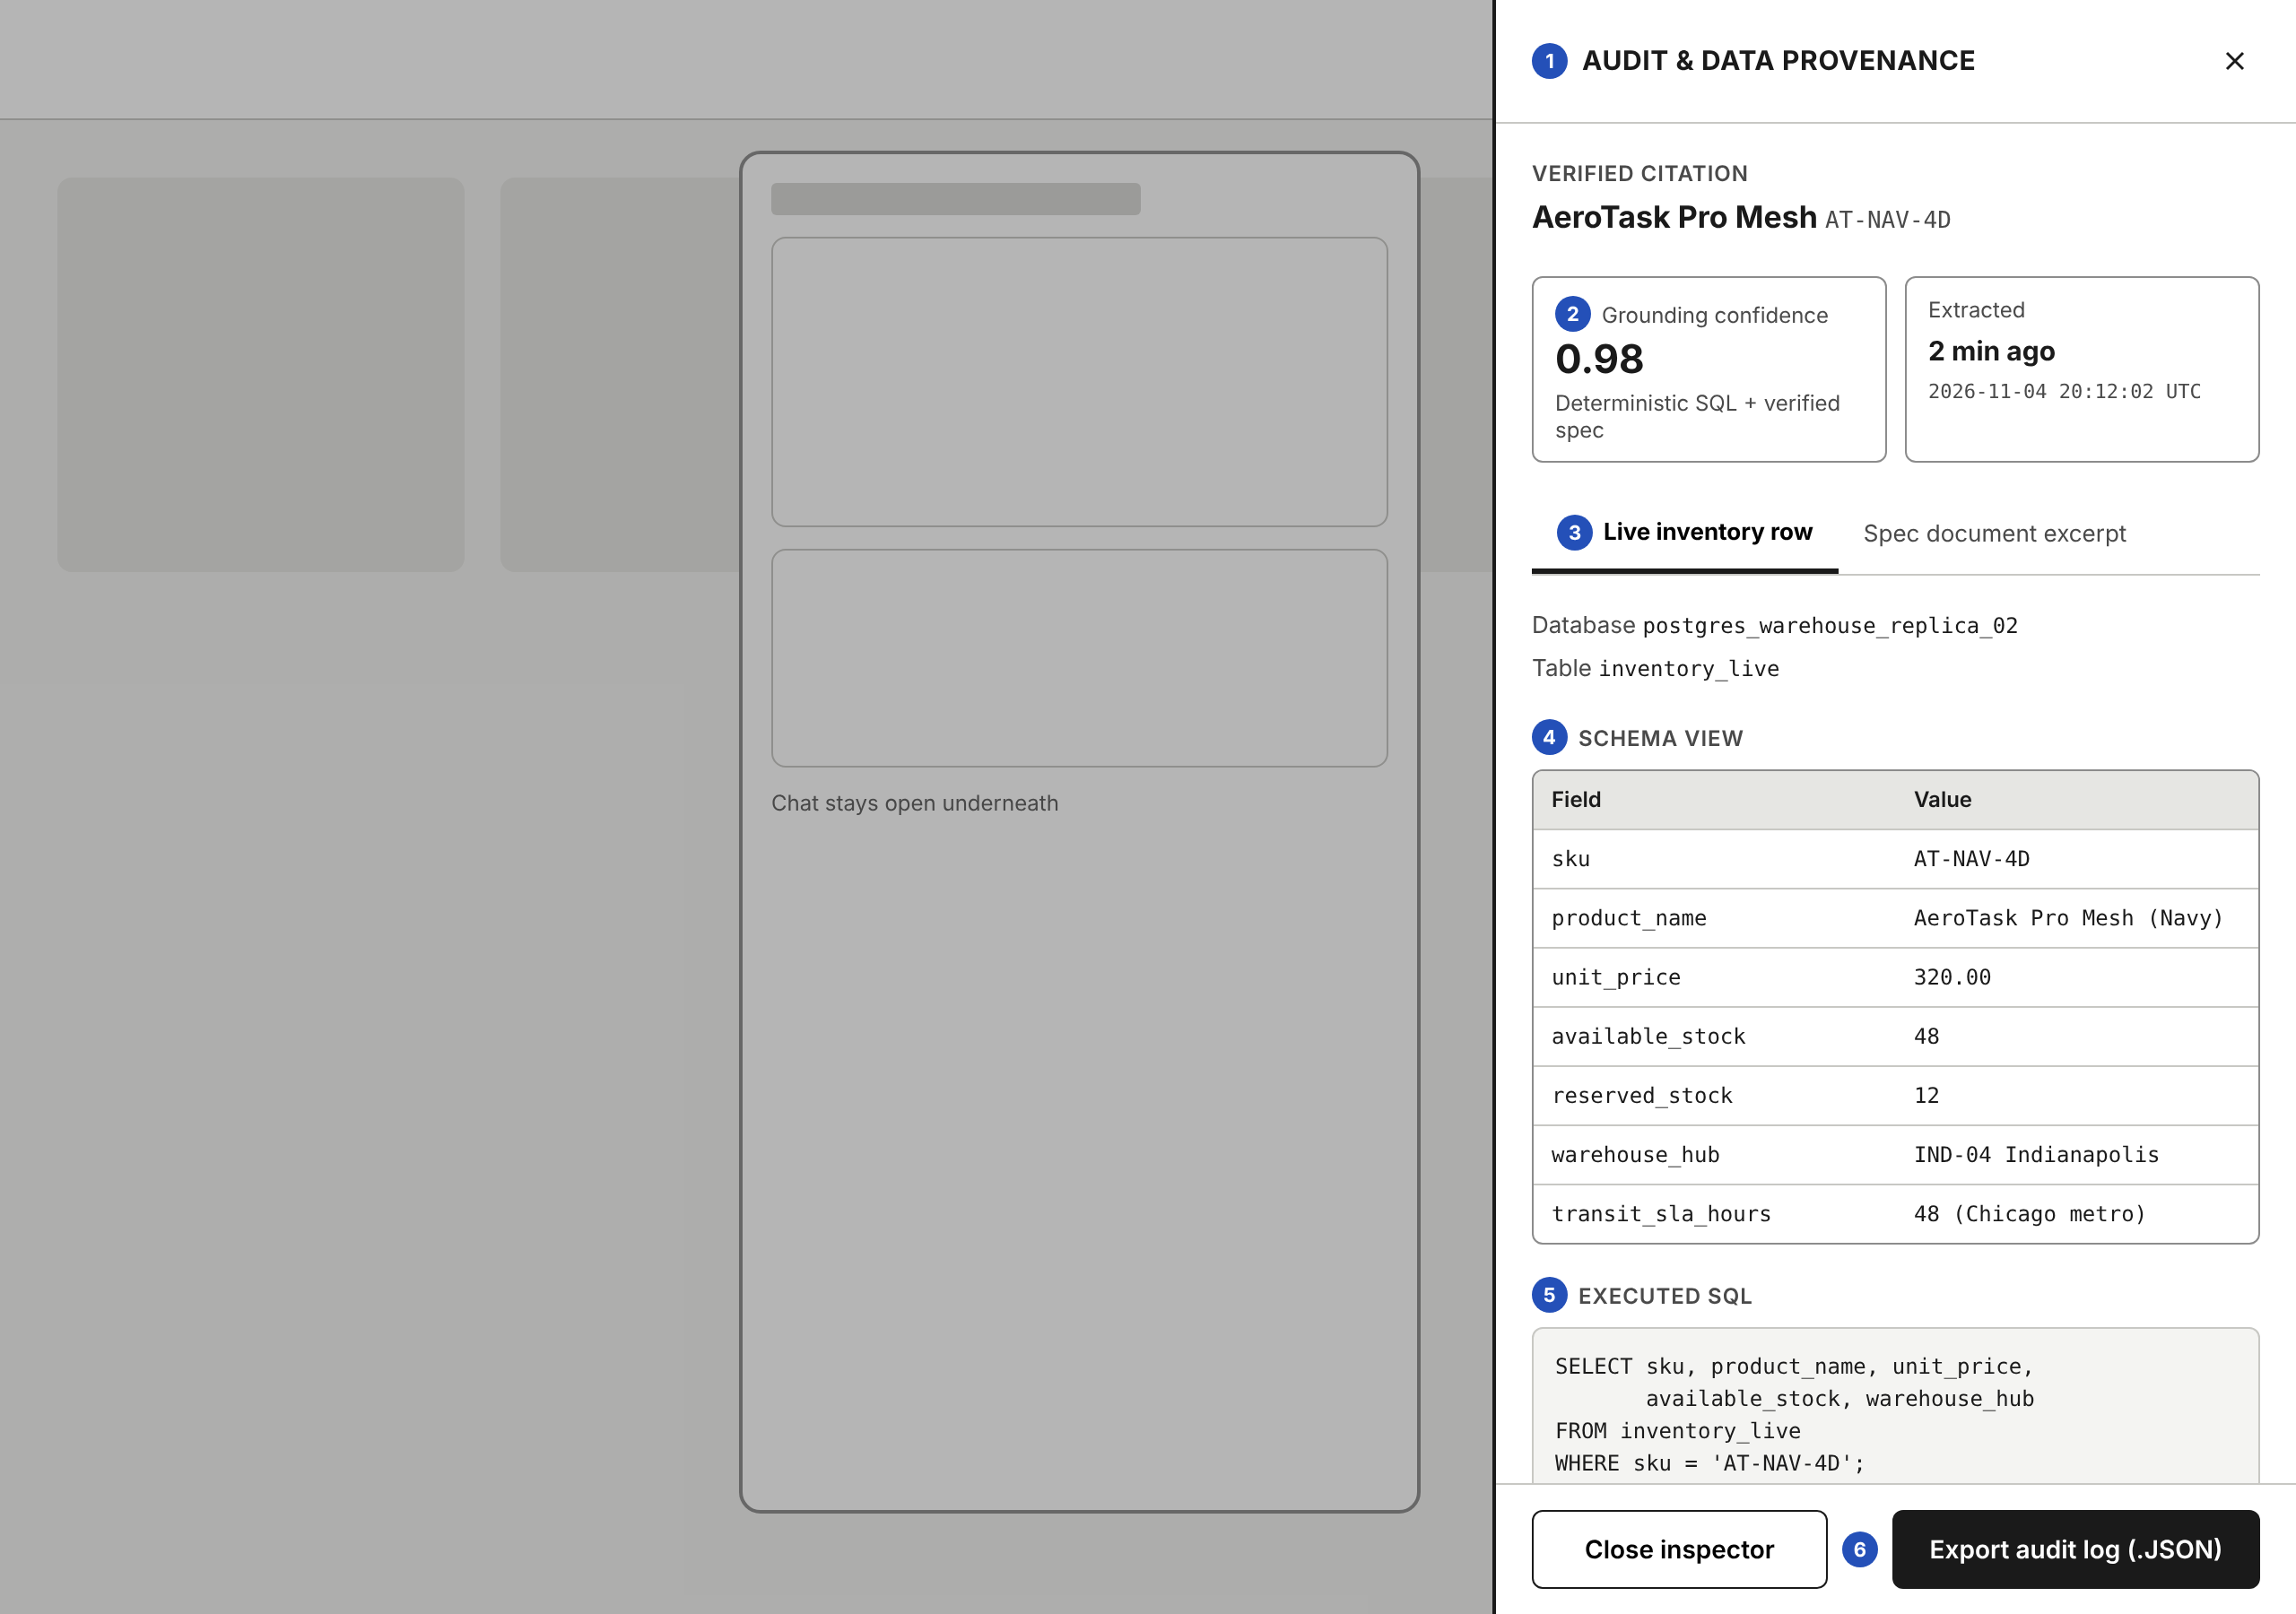 1 AUDIT & DATA PROVENANCE
VERIFIED CITATION
AeroTask Pro Mesh AT-NAV-4D
2 Grounding confidence
0.98
Deterministic SQL + verified
spec
Extracted
2 min ago
2026-11-04 20:12:02 UTC
3 Live inventory row
Spec document excerpt
Database postgres_warehouse_replica_02
Table inventory_live
4 SCHEMA VIEW
Field Value
sku AT-NAV-4D
product_name AeroTask Pro Mesh (Navy)
unit_price 320.00
available_stock 48
reserved_stock 12
warehouse_hub IND-04 Indianapolis
transit_sla_hours 48 (Chicago metro)
5 EXECUTED SQL
SELECT sku, product_name, unit_price,
available_stock, warehouse_hub
FROM inventory_live
WHERE sku = 'AT-NAV-4D';
Close inspector
6
Export audit log (.JSON)
Chat stays open underneath